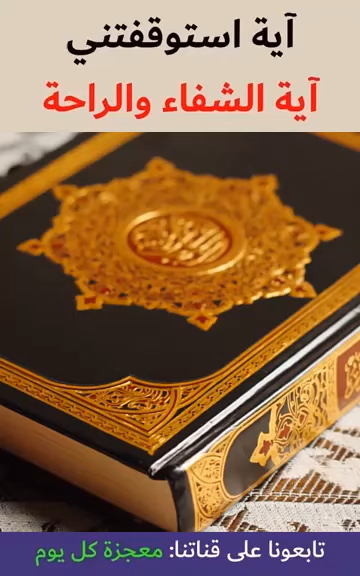 آية استوقفتني
آية الشفاء والراحة
تابعونا على قناتنا: معجزة كل يوم